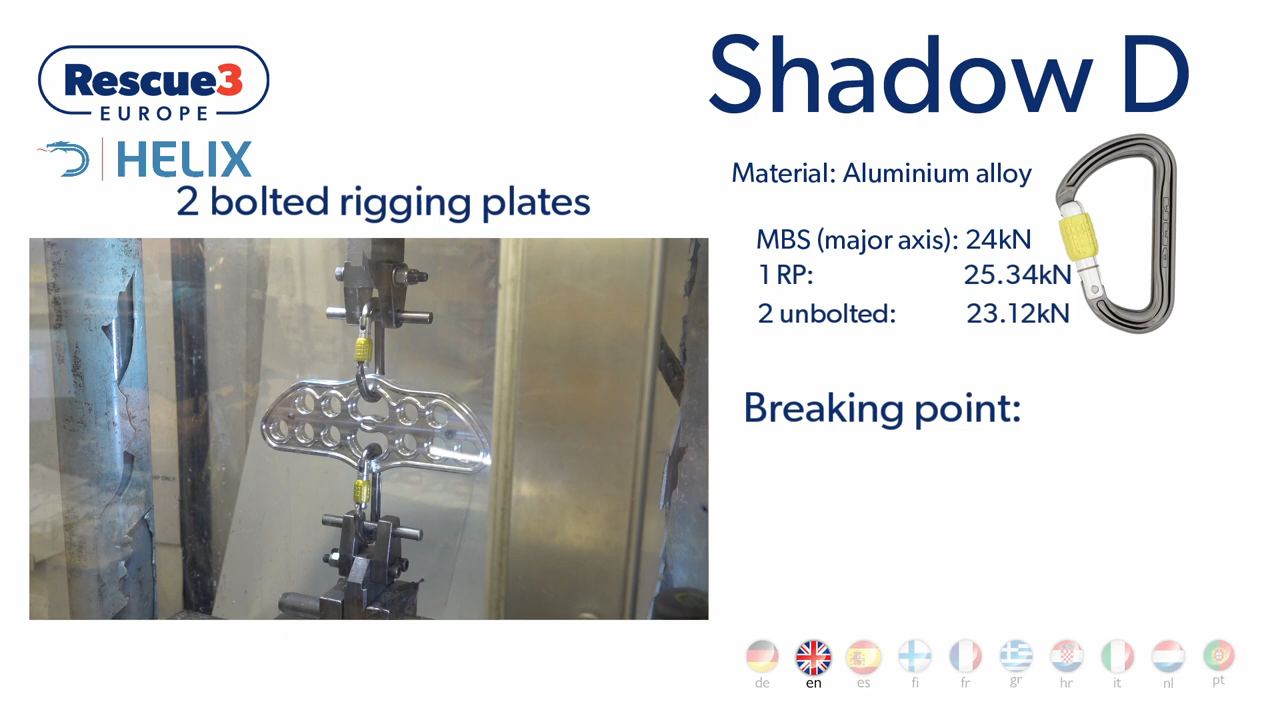 Rescue3
EUROPE
HELIX
2 bolted rigging plates
Shadow D
Material: Aluminium alloy
MBS (major axis): 24kN
1 RP: 25.34kN
2 unbolted: 23.12kN
Breaking point:
de en es fi fr gr hr it nl pt